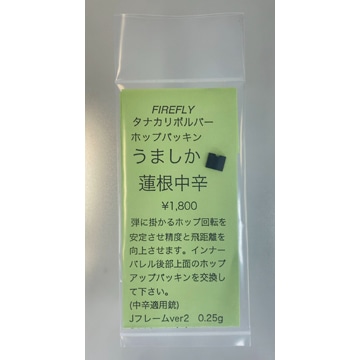 FIREFLY
タナカリボルバー
ホップパッキン
うましか
蓮根中辛
¥1,800
弾に掛かるホップ回転を
安定させ精度と飛距離を
向上させます。インナー
バレル後部上面のホップ
アップパッキンを交換し
て下さい。
(中辛適用銃)
Jフレームver2 0.25g